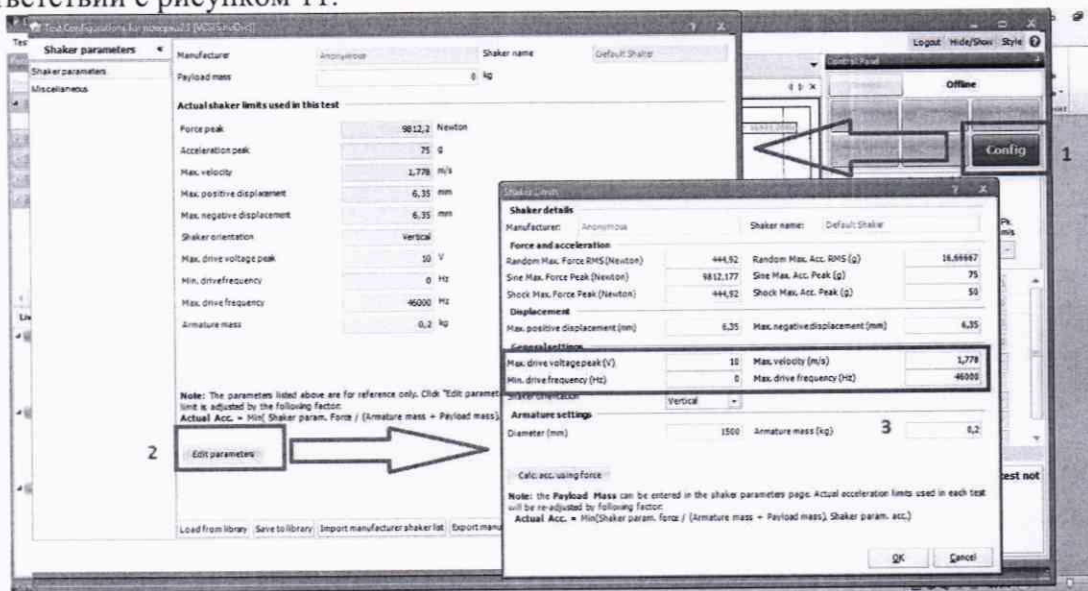 ветствии с рисунком 11.
Test Configurations for
Logout Hide/Show Style
Shaker parameters
Shaker parameters
Miscellaneous
Manufacturer Anonymous Shaker name Default Shaker
Payload mass 0 kg
Actual shaker limits used in this test
Force peak 9812,2 Newton
Acceleration peak 75 g
Max. velocity 1,778 m/s
Max. positive displacement 6,35 mm
Max. negative displacement 6,35 mm
Shaker orientation Vertical
Max. drive voltage peak 10 V
Min. drive frequency 0 Hz
Max. drive frequency 46000 Hz
Armature mass 0,2 kg
Note: The parameters listed above are for reference only. Click "Edit paramet
limit is adjusted by the following factor:
Actual Acc. = Min( Shaker param. Force / (Armature mass + Payload mass),
2
Edit parameters
Load from library Save to library Import manufacturer shaker list Export manu
Control Panel
Offline
Config
1
Shaker Limits
Shaker details
Manufacturer: Anonymous Shaker name: Default Shaker
Force and acceleration
Random Max. Force RMS (Newton) 444,92 Random Max. Acc. RMS (g) 16,66667
Sine Max. Force Peak (Newton) 9812,177 Sine Max. Acc. Peak (g) 75
Shock Max. Force Peak (Newton) 444,92 Shock Max. Acc. Peak (g) 50
Displacement
Max. positive displacement (mm) 6,35 Max. negative displacement (mm) 6,35
General settings
Max. drive voltage peak (V) 10 Max. velocity (m/s) 1,778
Min. drive frequency (Hz) 0 Max. drive frequency (Hz) 46000
Shaker orientation Vertical
Armature settings
Diameter (mm) 1500 Armature mass (kg) 3 0,2
Calc. acc. using force
Note: the Payload Mass can be entered in the shaker parameters page. Actual acceleration limits used in each test
will be re-adjusted by following factor:
Actual Acc. = Min(Shaker param. force / (Armature mass + Payload mass), Shaker param. acc.)
OK Cancel
Pk.
m/s
est not